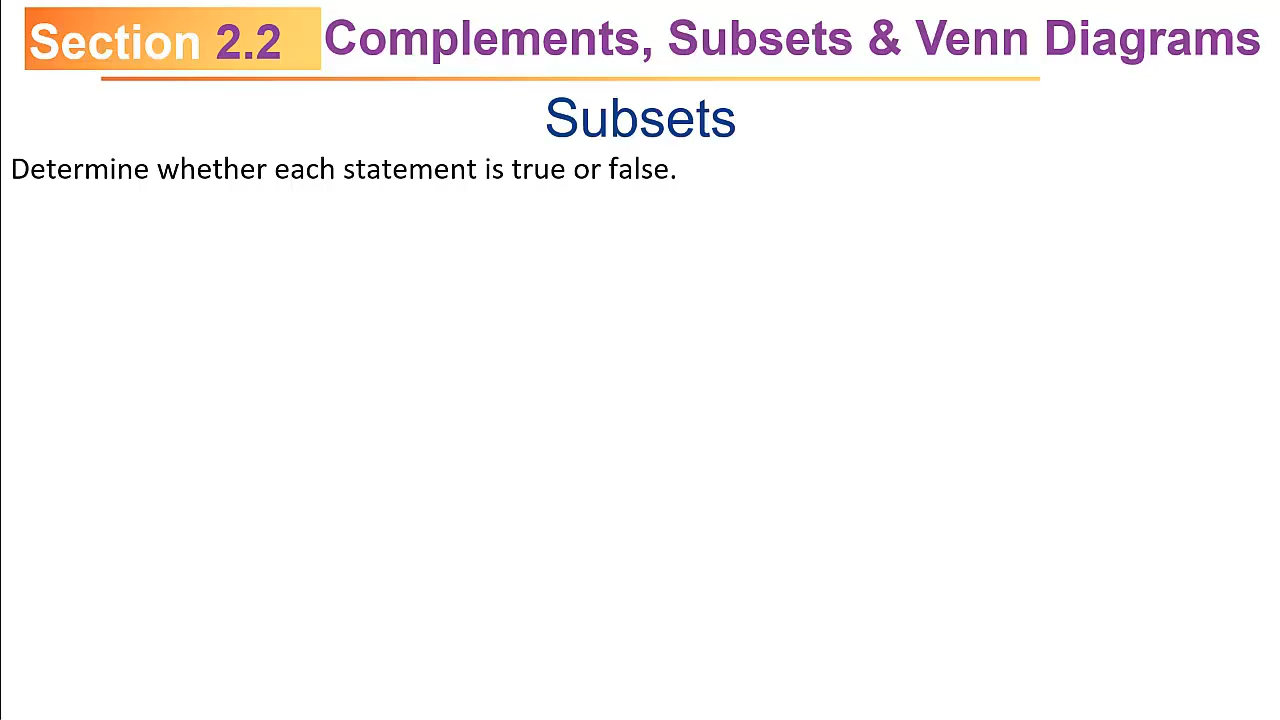 Section 2.2 Complements, Subsets & Venn Diagrams
Subsets
Determine whether each statement is true or false.